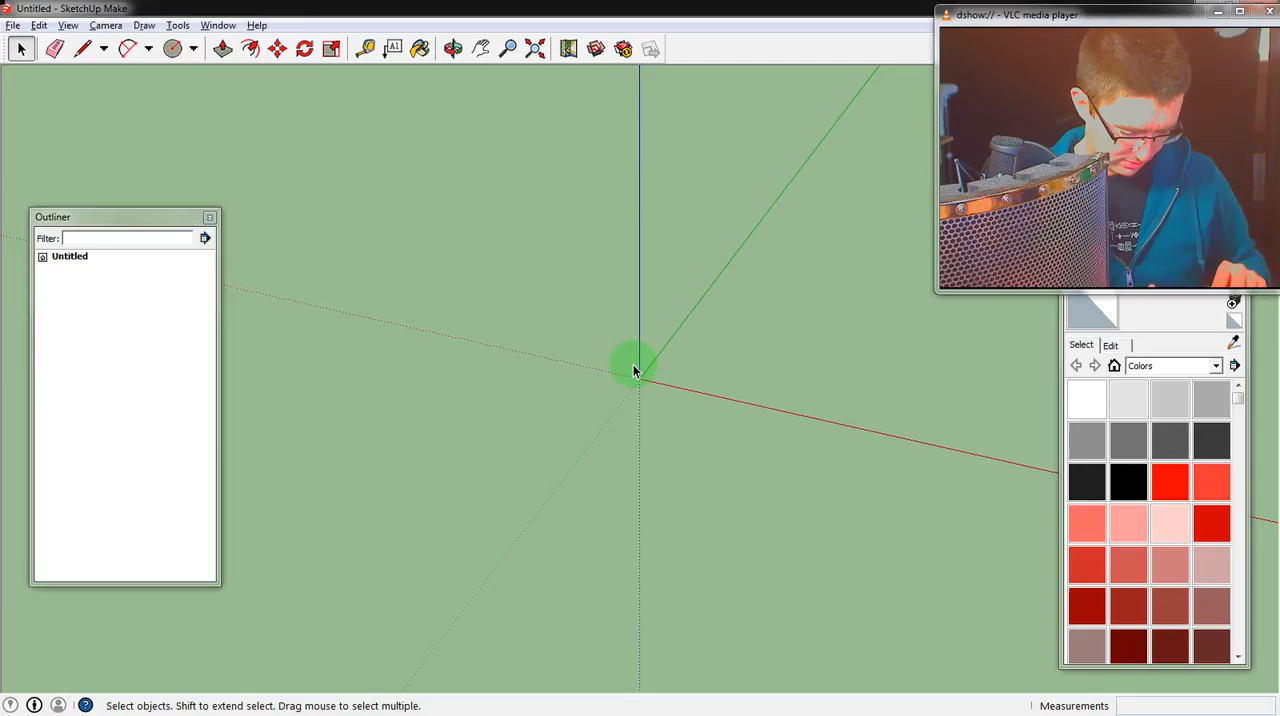 Untitled - SketchUp Make
dshow:// - VLC media player
File Edit View Camera Draw Tools Window Help
A1
Outliner
Filter:
Untitled
Select Edit
Colors
Select objects. Shift to extend select. Drag mouse to select multiple.
Measurements